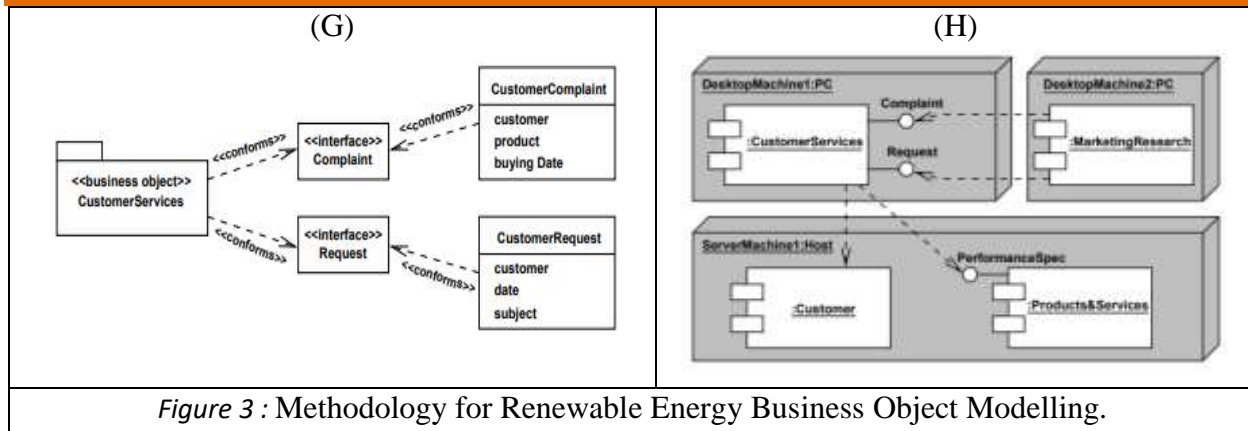 (G)
<<business object>>
CustomerServices
<<conforms>>
<<conforms>>
<<interface>>
Complaint
<<interface>>
Request
<<conforms>>
<<conforms>>
CustomerComplaint
customer
product
buying Date
CustomerRequest
customer
date
subject
(H)
DesktopMachine1:PC
:CustomerServices
Complaint
Request
DesktopMachine2:PC
:MarketingResearch
ServerMachine1:Host
:Customer
PerformanceSpec
:Products&Services
Figure 3 : Methodology for Renewable Energy Business Object Modelling.